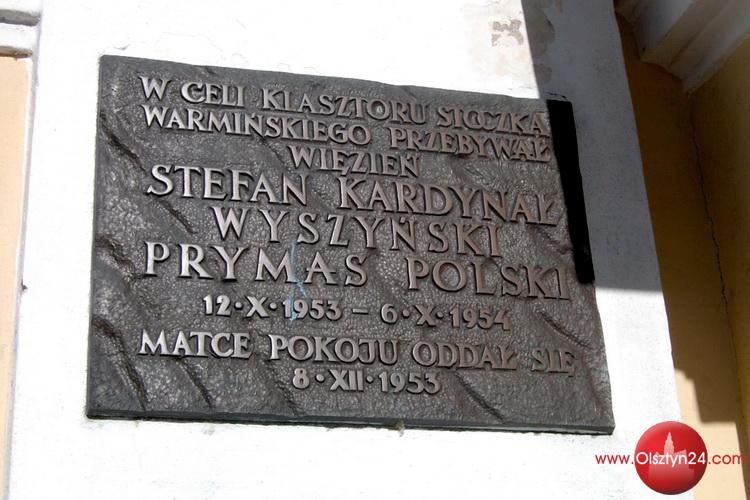 W CELI KLASZTORU STOCZKA
WARMIŃSKIEGO PRZEBYWAŁ
WIĘZIEŃ
STEFAN KARDYNAŁ
WYSZYŃSKI
PRYMAS POLSKI
12·X·1953 – 6·X·1954
MATCE POKOJU ODDAŁ SIĘ
8·XII·1953
www.Olsztyn24.com